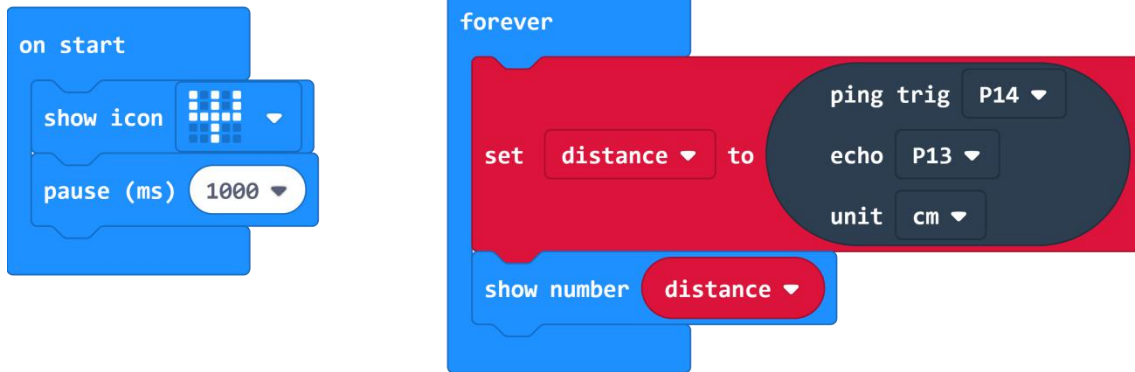 on start
show icon
pause (ms) 1000
forever
set distance to
ping trig P14
echo P13
unit cm
show number distance